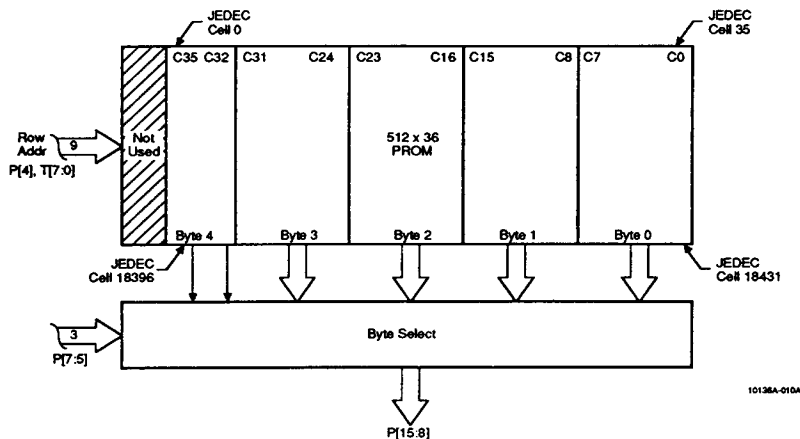 JEDEC
Cell 0
JEDEC
Cell 35
C35 C32 C31 C24 C23 C16 C15 C8 C7 C0
Row
Addr
9
P[4], T[7:0]
Not
Used
512 x 36
PROM
Byte 4 Byte 3 Byte 2 Byte 1 Byte 0
JEDEC
Cell 18396
JEDEC
Cell 18431
3
P[7:5]
Byte Select
10136A-010A
P[15:8]